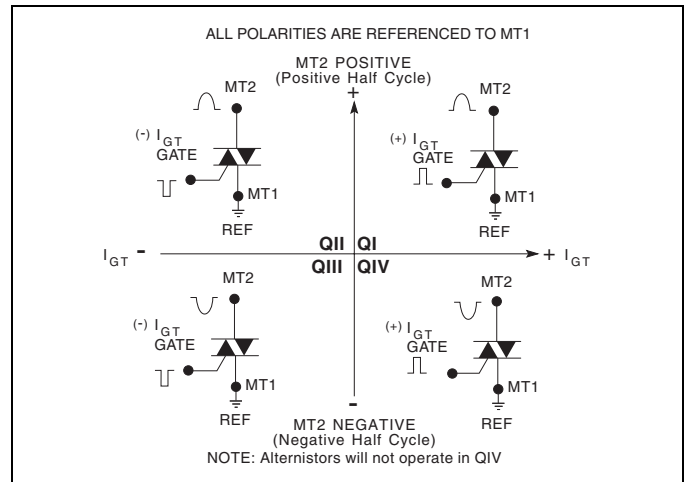 ALL POLARITIES ARE REFERENCED TO MT1
MT2 POSITIVE
(Positive Half Cycle)
+
MT2
(-) IGT
GATE
MT1
REF
MT2
(+) IGT
GATE
MT1
REF
QII QI
IGT -
+ IGT
QIII QIV
MT2
(-) IGT
GATE
MT1
REF
MT2
(+) IGT
GATE
MT1
REF
-
MT2 NEGATIVE
(Negative Half Cycle)
NOTE: Alternistors will not operate in QIV